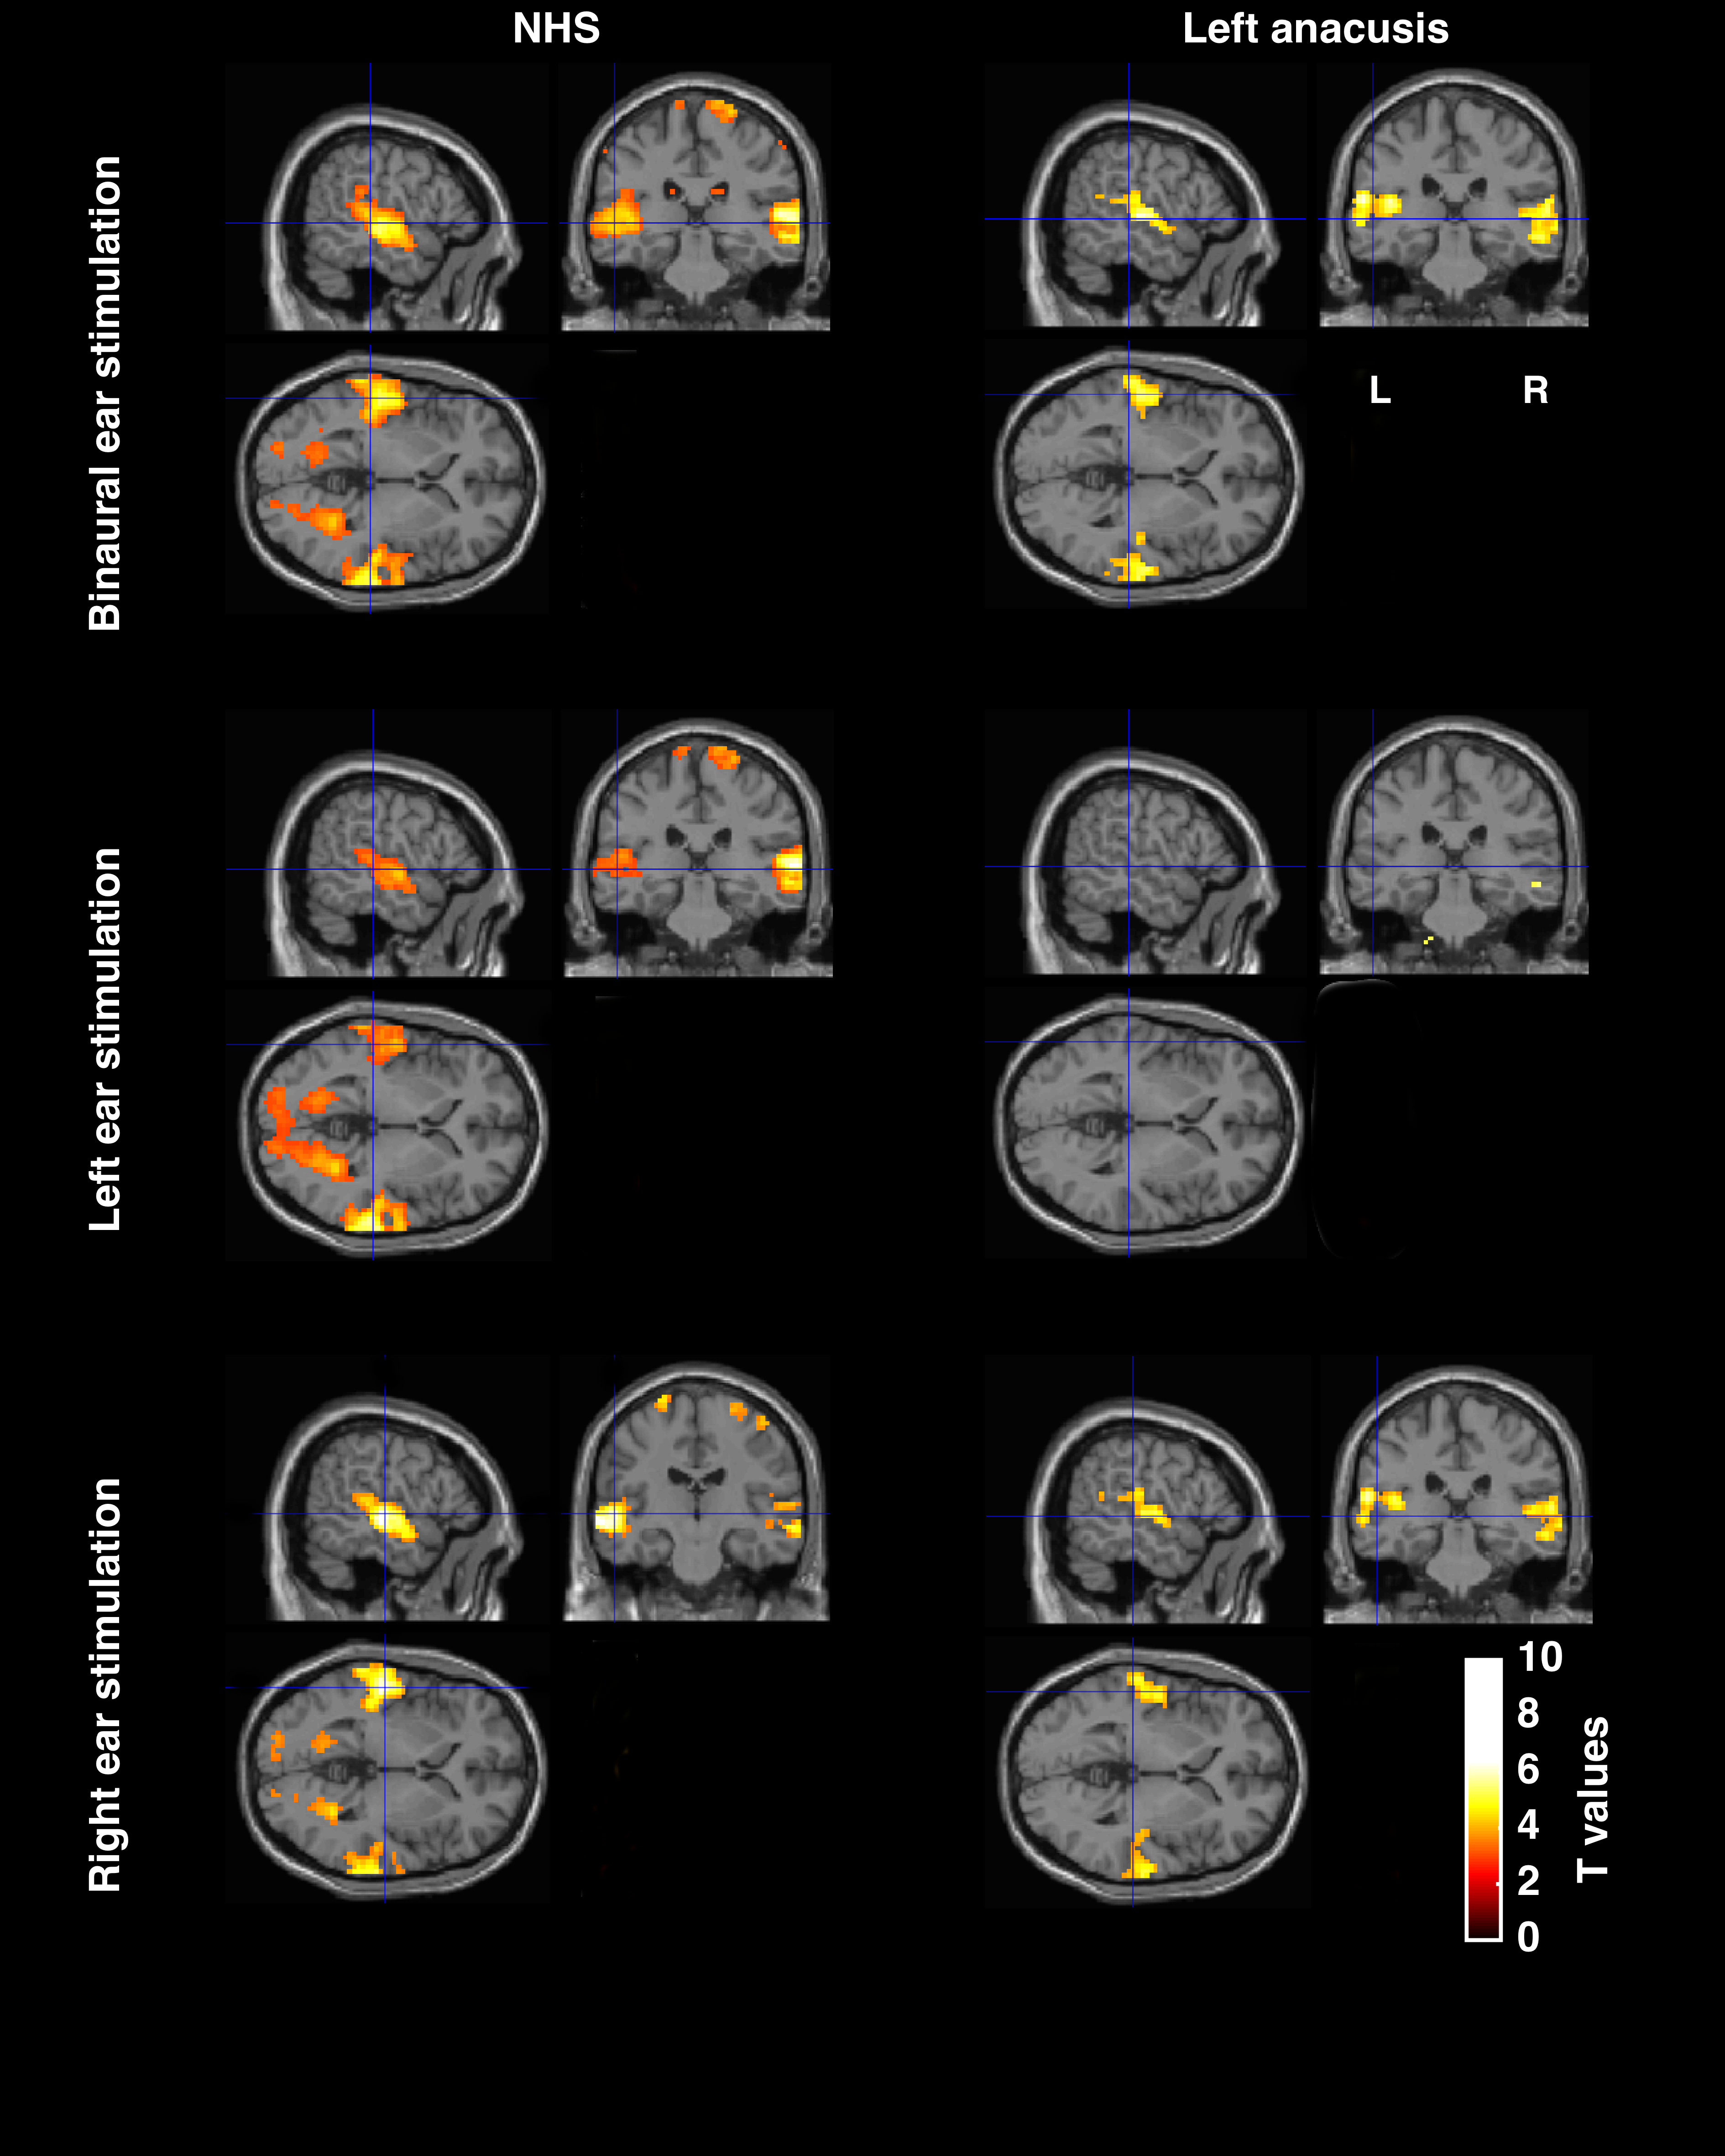 NHS
Left anacusis
Binaural ear stimulation
L
R
Left ear stimulation
Right ear stimulation
10
8
6
4
2
0
T values